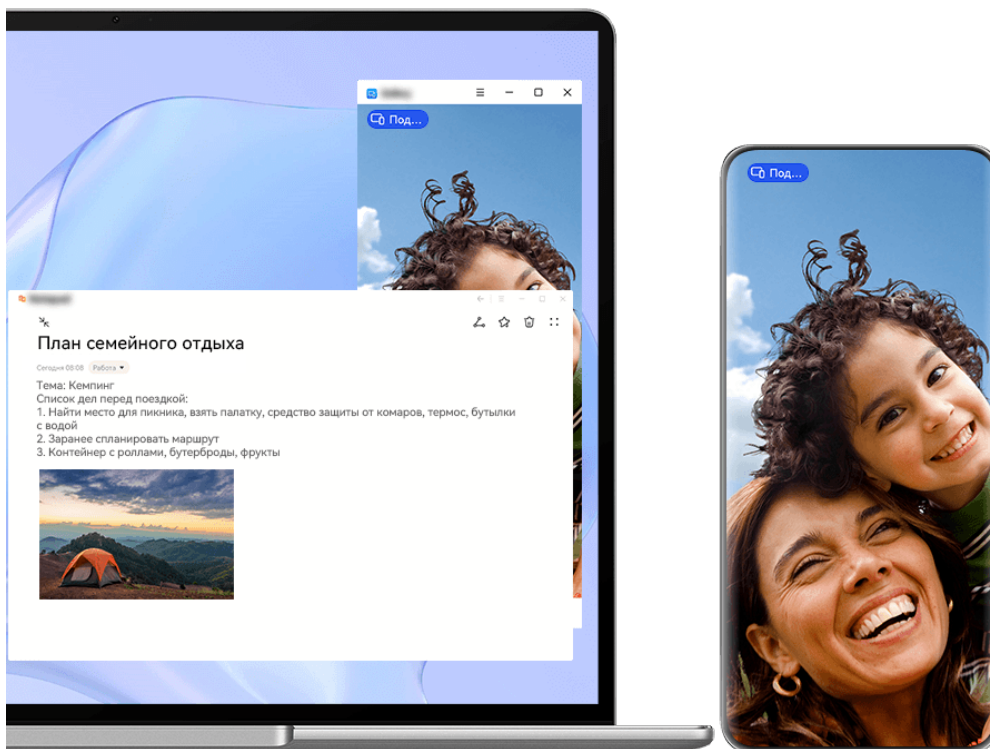 Под...
План семейного отдыха
Сегодня 08:08 Работа
Тема: Кемпинг
Список дел перед поездкой:
1. Найти место для пикника, взять палатку, средство защиты от комаров, термос, бутылки
с водой
2. Заранее спланировать маршрут
3. Контейнер с роллами, бутерброды, фрукты
Под...